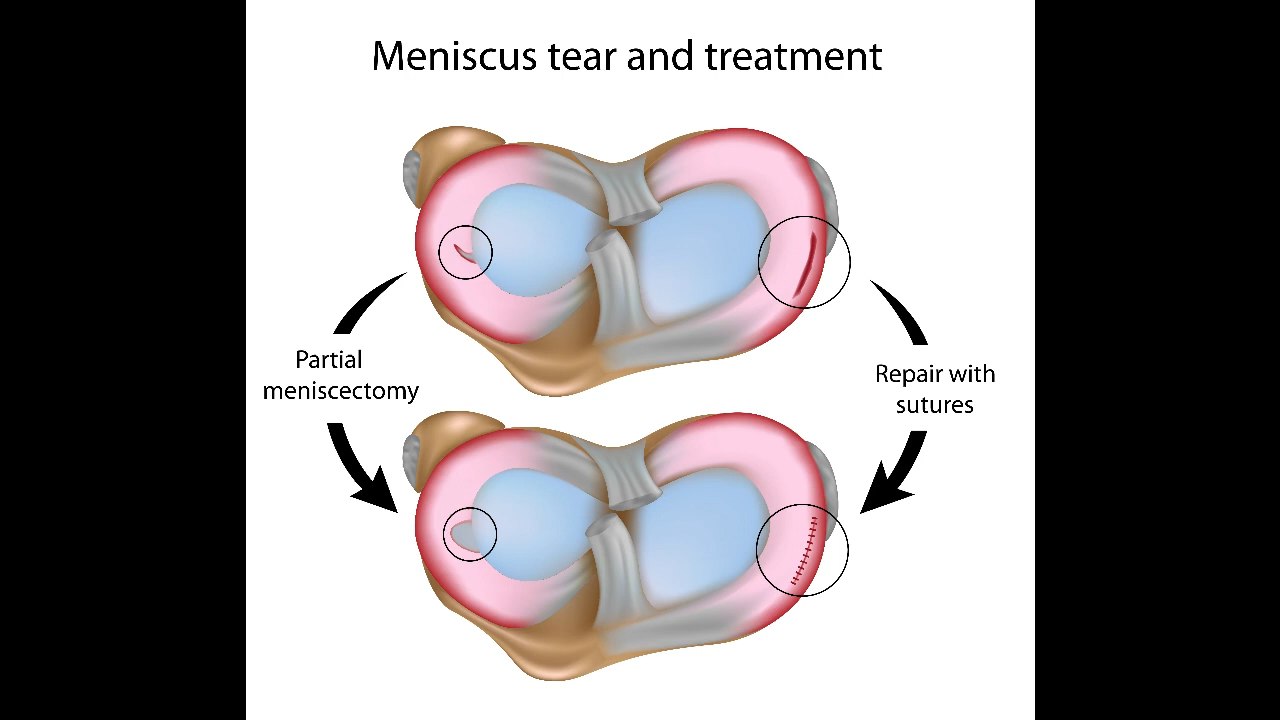 Meniscus tear and treatment
Partial
meniscectomy
Repair with
sutures